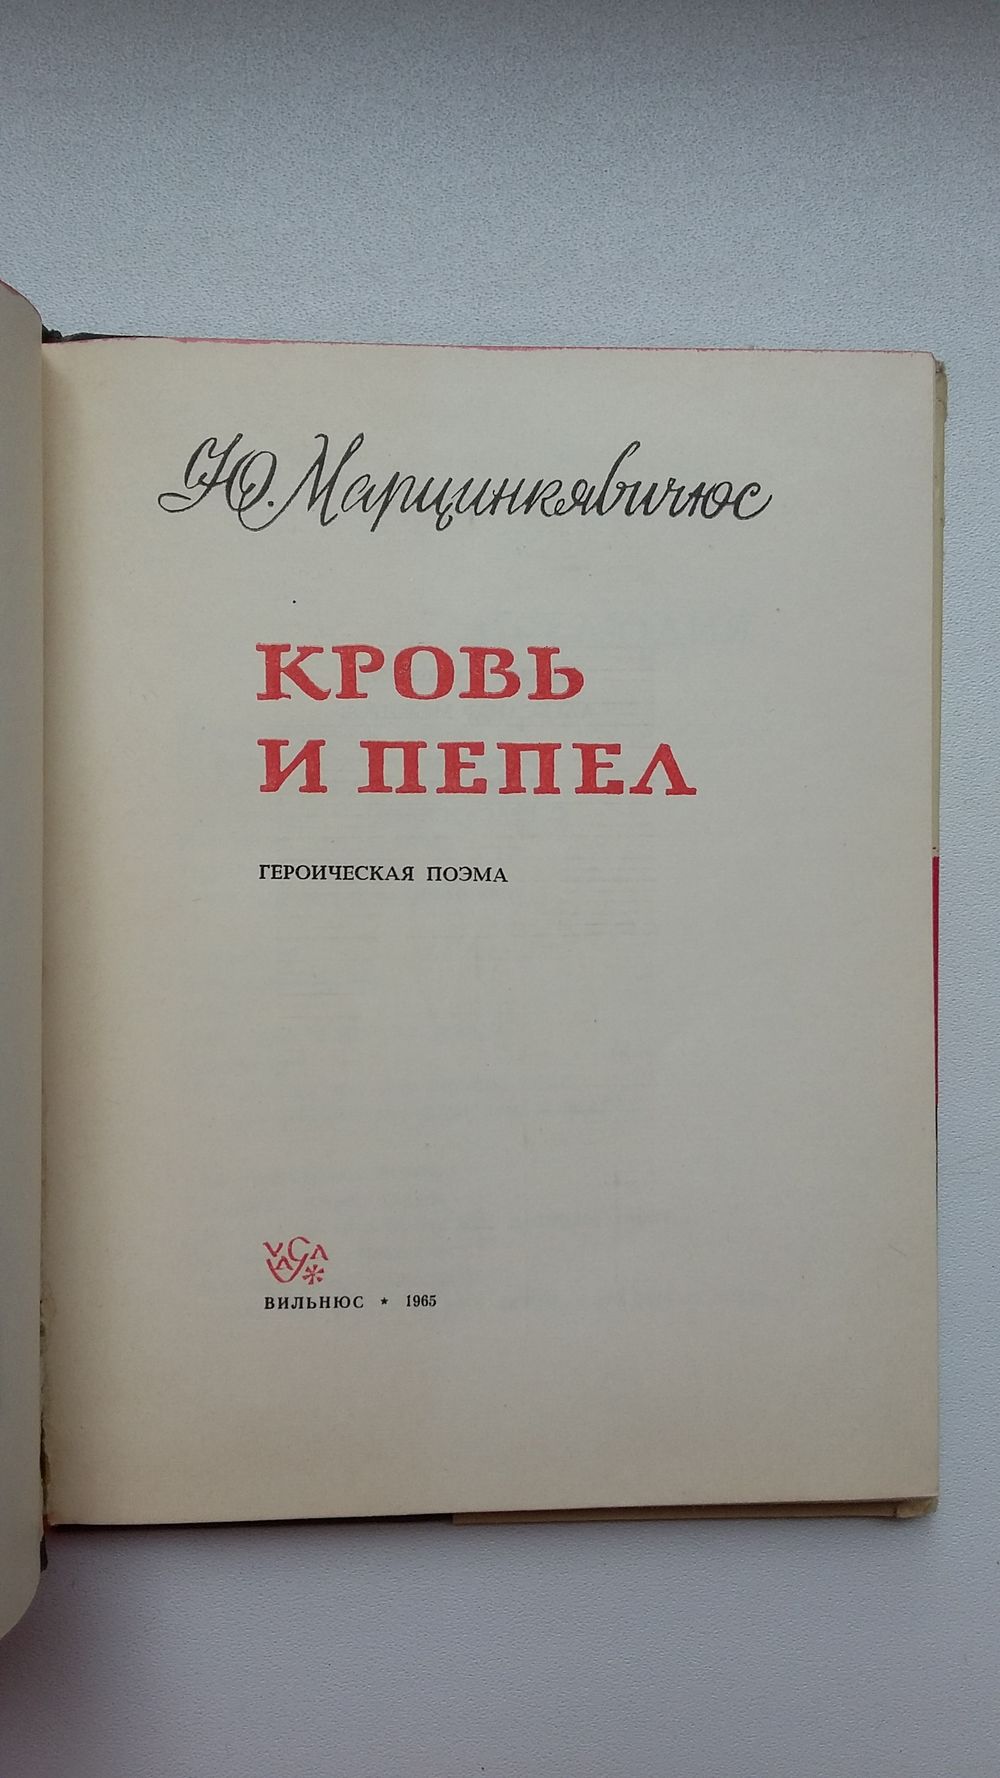 Ю. Марцинкявичюс
КРОВЬ
И ПЕПЕЛ
ГЕРОИЧЕСКАЯ ПОЭМА
ВИЛЬНЮС ★ 1965